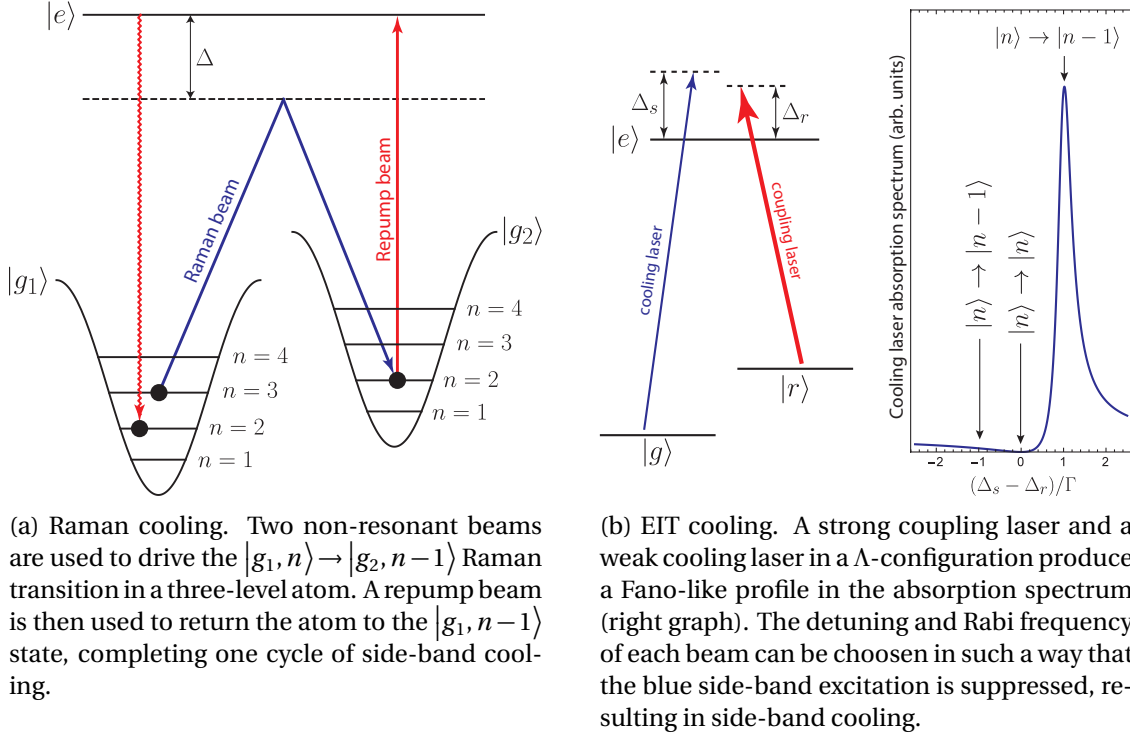 |e⟩
Δ
Raman beam
Repump beam
|g₁⟩
|g₂⟩
n = 4
n = 3
n = 2
n = 1
n = 4
n = 3
n = 2
n = 1
Δₛ
Δᵣ
|e⟩
cooling laser
coupling laser
|r⟩
|g⟩
Cooling laser absorption spectrum (arb. units)
|n⟩ → |n − 1⟩
|n⟩ → |n − 1⟩
|n⟩ → |n⟩
−2 −1 0 1 2
(Δₛ − Δᵣ)/Γ
(a) Raman cooling. Two non-resonant beams
are used to drive the |g₁, n⟩ → |g₂, n−1⟩ Raman
transition in a three-level atom. A repump beam
is then used to return the atom to the |g₁, n−1⟩
state, completing one cycle of side-band cool-
ing.
(b) EIT cooling. A strong coupling laser and a
weak cooling laser in a Λ-configuration produce
a Fano-like profile in the absorption spectrum
(right graph). The detuning and Rabi frequency
of each beam can be choosen in such a way that
the blue side-band excitation is suppressed, re-
sulting in side-band cooling.